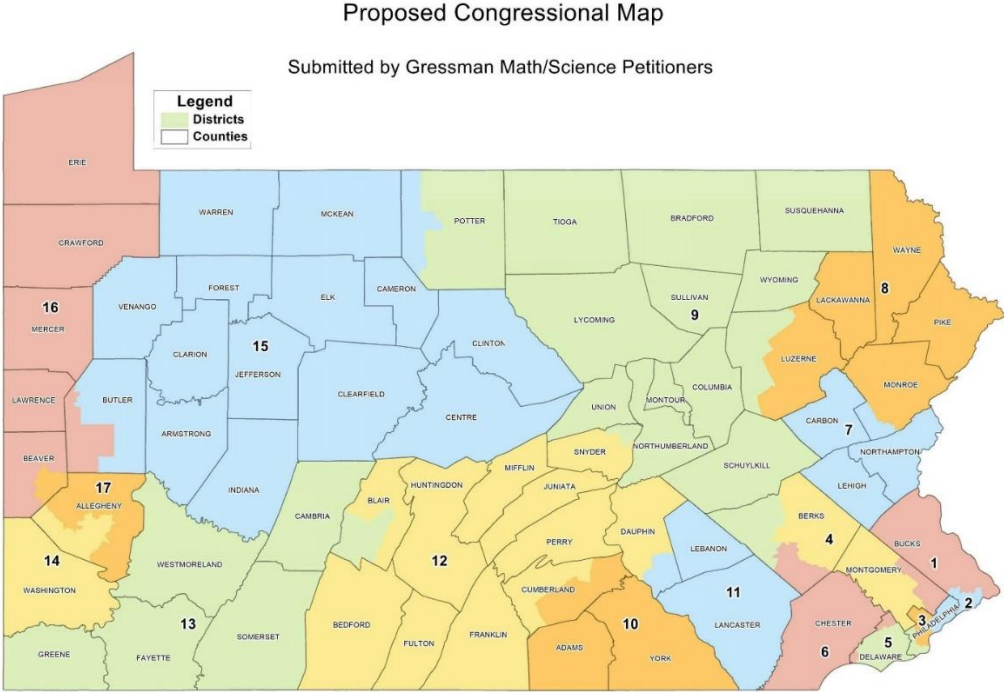 Proposed Congressional Map
Submitted by Gressman Math/Science Petitioners
Legend
Districts
Counties
ERIE
WARREN
MCKEAN
POTTER
TIOGA
BRADFORD
SUSQUEHANNA
WAYNE
CRAWFORD
WYOMING
8
FOREST
ELK
CAMERON
SULLIVAN
LACKAWANNA
16
VENANGO
9
PIKE
MERCER
LYCOMING
15
CLINTON
CLARION
JEFFERSON
LUZERNE
COLUMBIA
MONROE
LAWRENCE
BUTLER
CLEARFIELD
MONTOUR
UNION
CENTRE
CARBON
7
ARMSTRONG
NORTHUMBERLAND
BEAVER
SNYDER
NORTHAMPTON
MIFFLIN
SCHUYLKILL
17
INDIANA
HUNTINGDON
JUNIATA
LEHIGH
ALLEGHENY
BLAIR
CAMBRIA
BERKS
DAUPHIN
4
PERRY
BUCKS
LEBANON
1
14
WESTMORELAND
12
MONTGOMERY
WASHINGTON
CUMBERLAND
11
2
13
BEDFORD
10
LANCASTER
CHESTER
3
PHILADELPHIA
SOMERSET
FRANKLIN
FULTON
5
GREENE
FAYETTE
ADAMS
YORK
6
DELAWARE